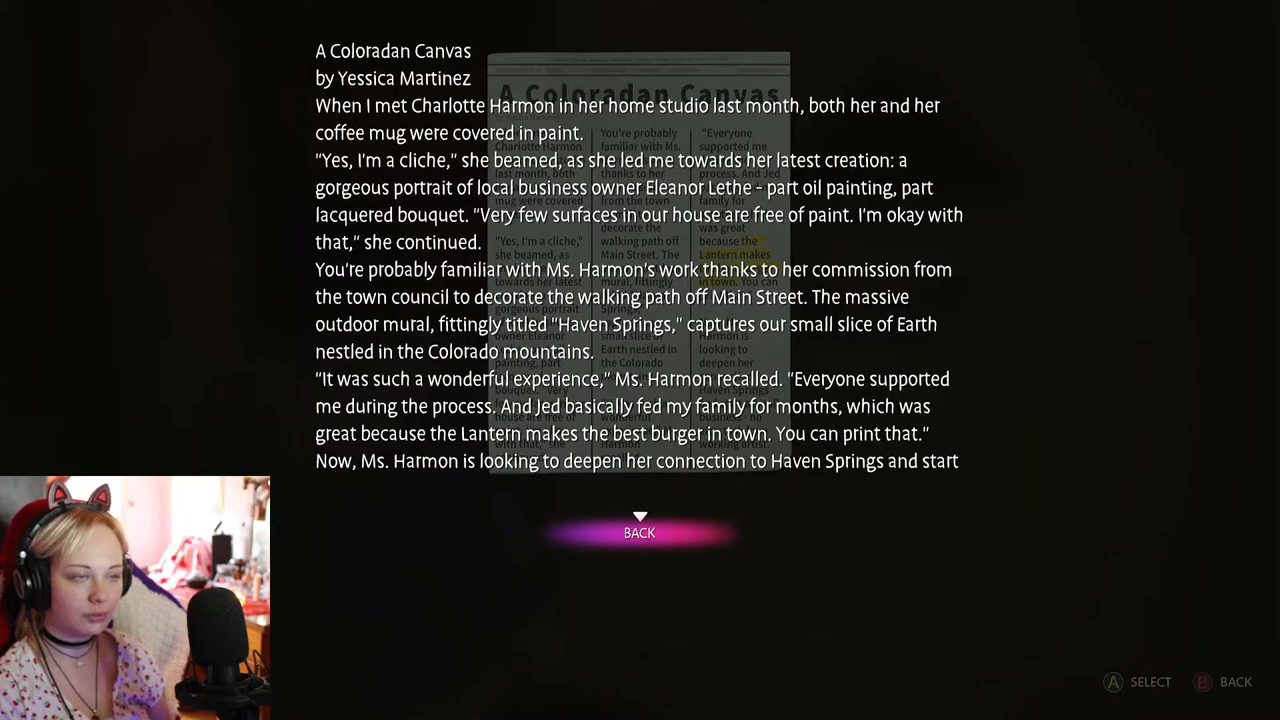 A Coloradan Canvas
by Yessica Martinez
When I met Charlotte Harmon in her home studio last month, both her and her
coffee mug were covered in paint.
"Yes, I'm a cliche," she beamed, as she led me towards her latest creation: a
gorgeous portrait of local business owner Eleanor Lethe - part oil painting, part
lacquered bouquet. "Very few surfaces in our house are free of paint. I'm okay with
that," she continued.
You're probably familiar with Ms. Harmon's work thanks to her commission from
the town council to decorate the walking path off Main Street. The massive
outdoor mural, fittingly titled "Haven Springs," captures our small slice of Earth
nestled in the Colorado mountains.
"It was such a wonderful experience," Ms. Harmon recalled. "Everyone supported
me during the process. And Jed basically fed my family for months, which was
great because the Lantern makes the best burger in town. You can print that."
Now, Ms. Harmon is looking to deepen her connection to Haven Springs and start
BACK
A SELECT B BACK